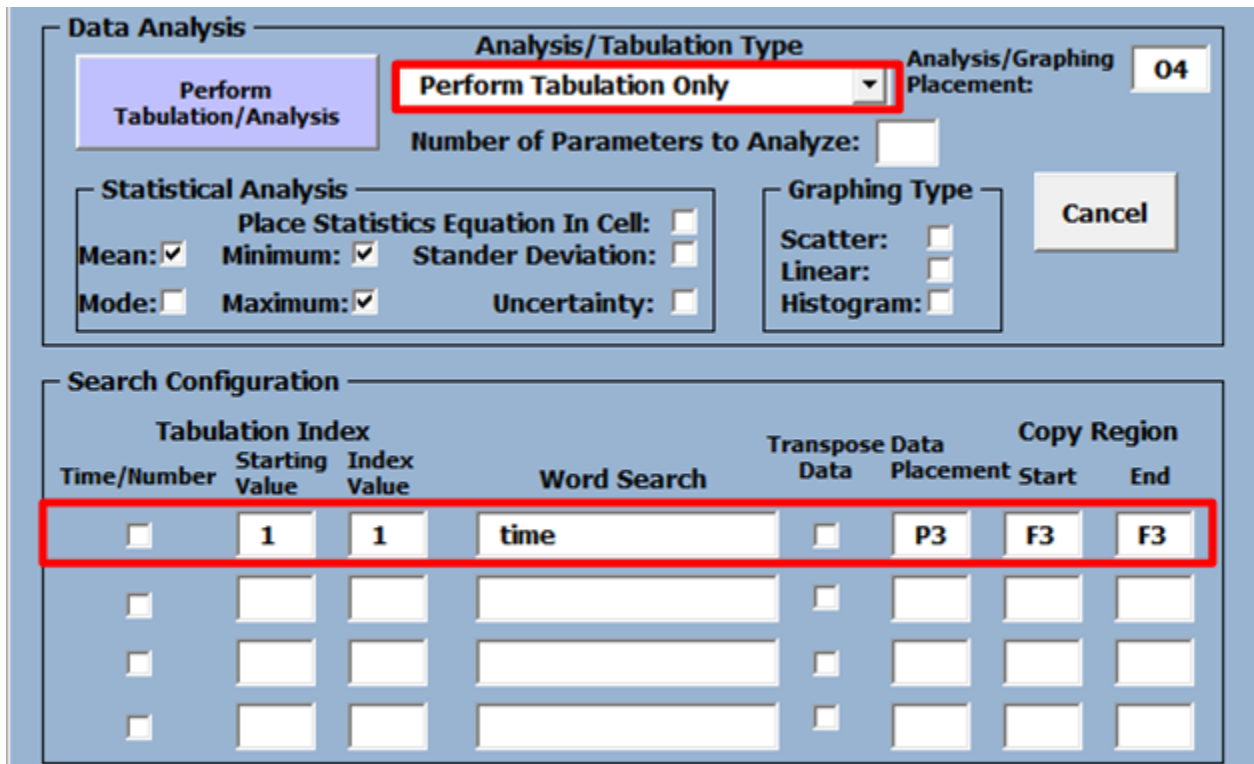 Data Analysis
Analysis/Tabulation Type
Perform
Tabulation/Analysis
Perform Tabulation Only
Analysis/Graphing
Placement:
O4
Number of Parameters to Analyze:
Statistical Analysis
Place Statistics Equation In Cell:
Mean: Minimum: Stander Deviation:
Mode: Maximum: Uncertainty:
Graphing Type
Scatter:
Linear:
Histogram:
Cancel
Search Configuration
Tabulation Index
Time/Number
Starting
Value
Index
Value
Word Search
Transpose
Data
Data
Placement
Copy Region
Start End
1 1 time P3 F3 F3